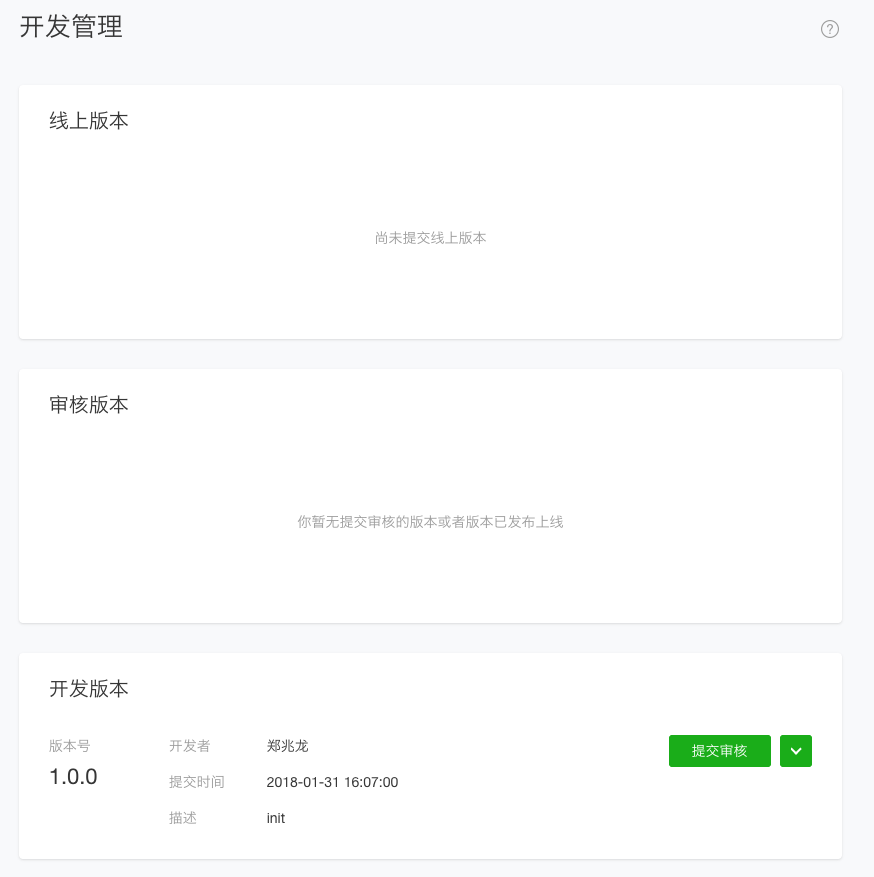 开发管理
?
线上版本
尚未提交线上版本
审核版本
你暂无提交审核的版本或者版本已发布上线
开发版本
版本号 开发者 郑兆龙 提交审核
1.0.0
提交时间 2018-01-31 16:07:00
描述 init